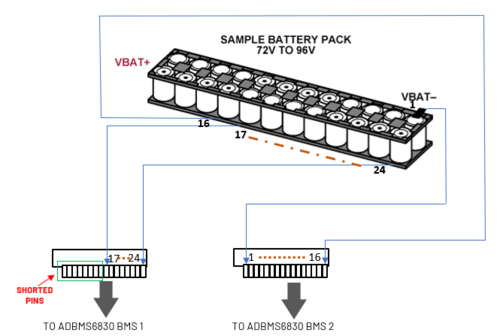 SAMPLE BATTERY PACK
72V TO 96V
VBAT+
VBAT–
1
16
17
24
17 24
1 16
SHORTED
PINS
TO ADBMS6830 BMS 1
TO ADBMS6830 BMS 2